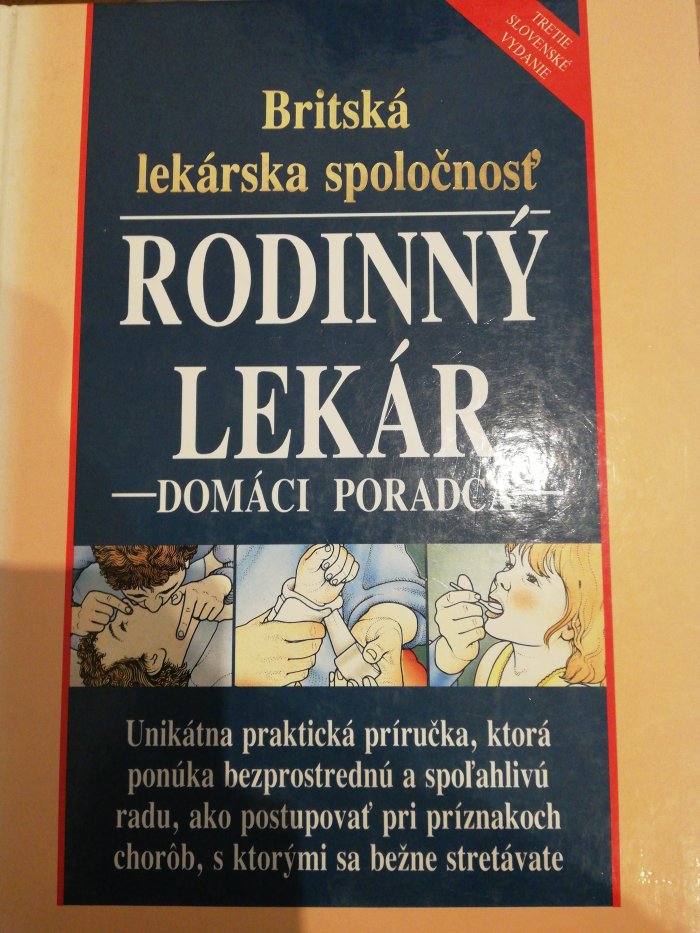 TRETIE
SLOVENSKÉ
VYDANIE
Britská
lekárska spoločnosť
RODINNÝ
LEKÁR
—DOMÁCI PORADCA—
Unikátna praktická príručka, ktorá
ponúka bezprostrednú a spoľahlivú
radu, ako postupovať pri príznakoch
chorôb, s ktorými sa bežne stretávate